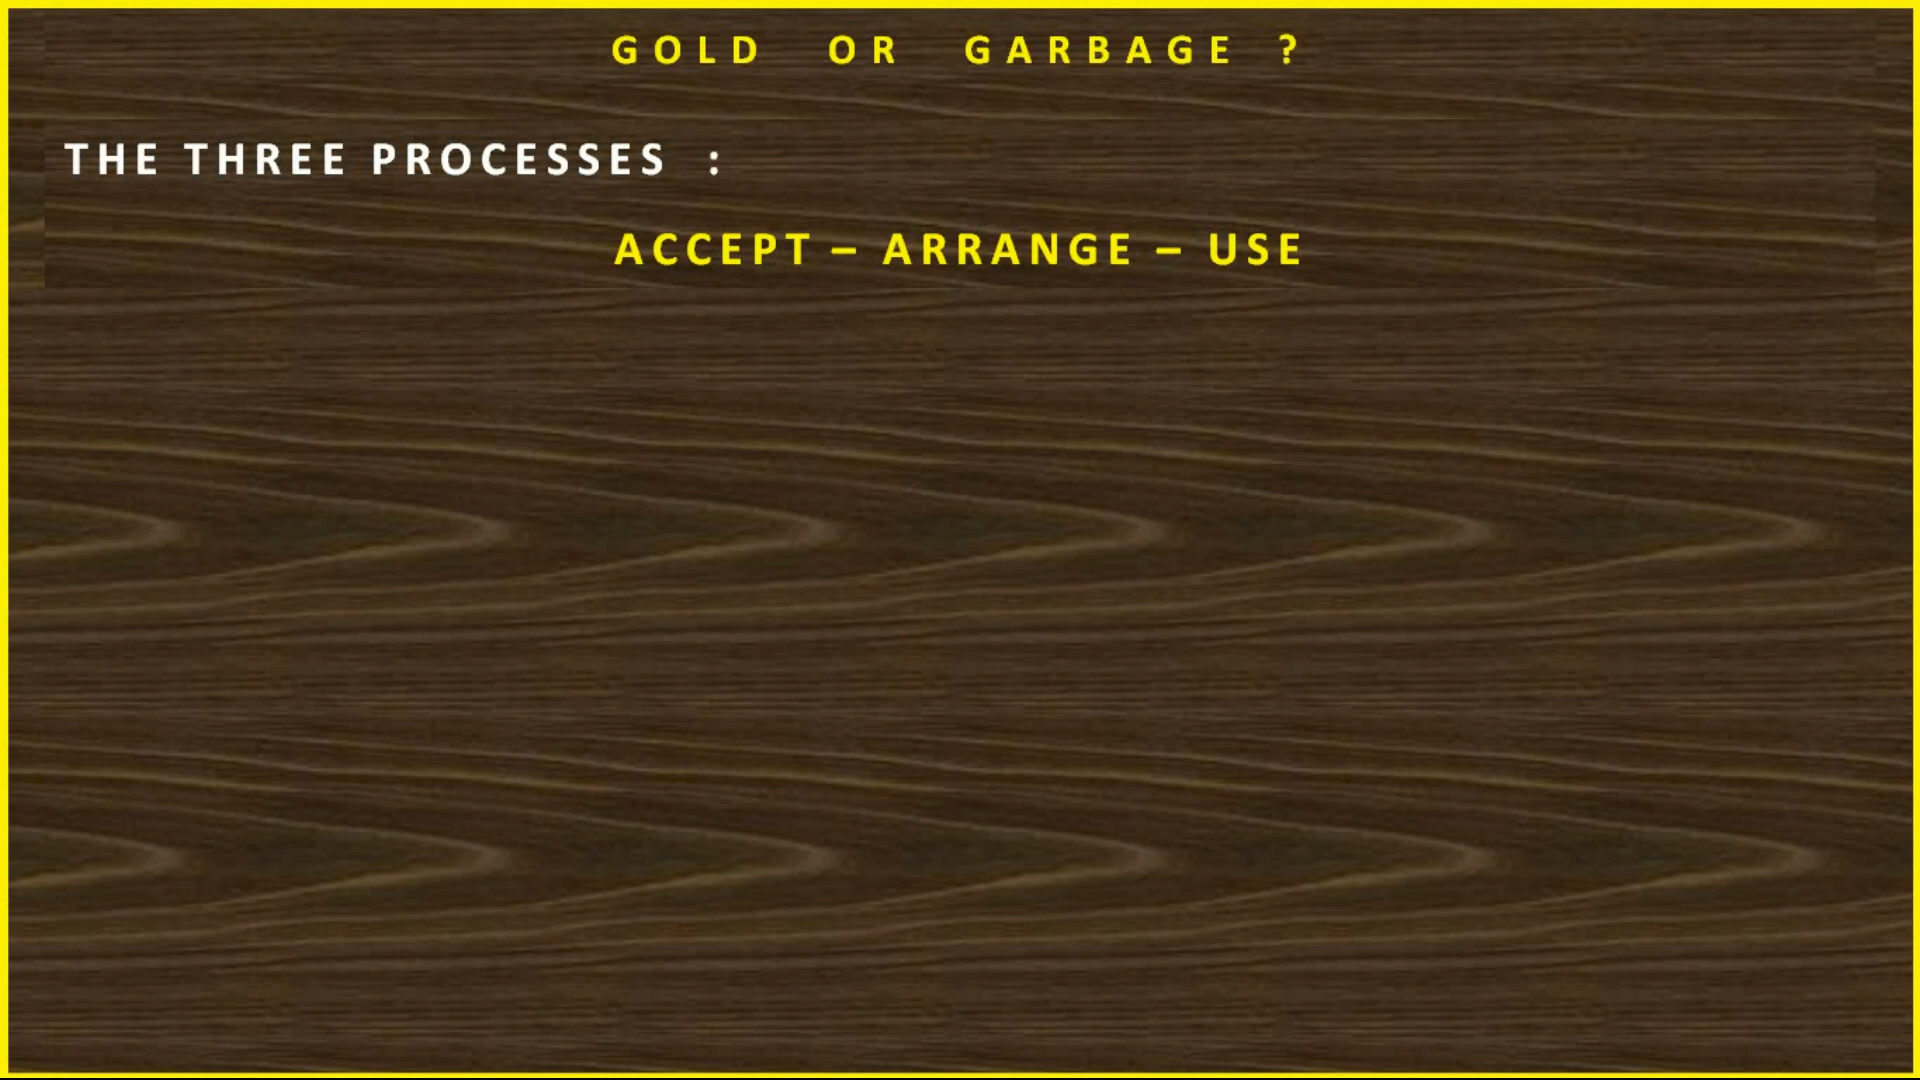 GOLD OR GARBAGE ?
THE THREE PROCESSES :
ACCEPT – ARRANGE – USE